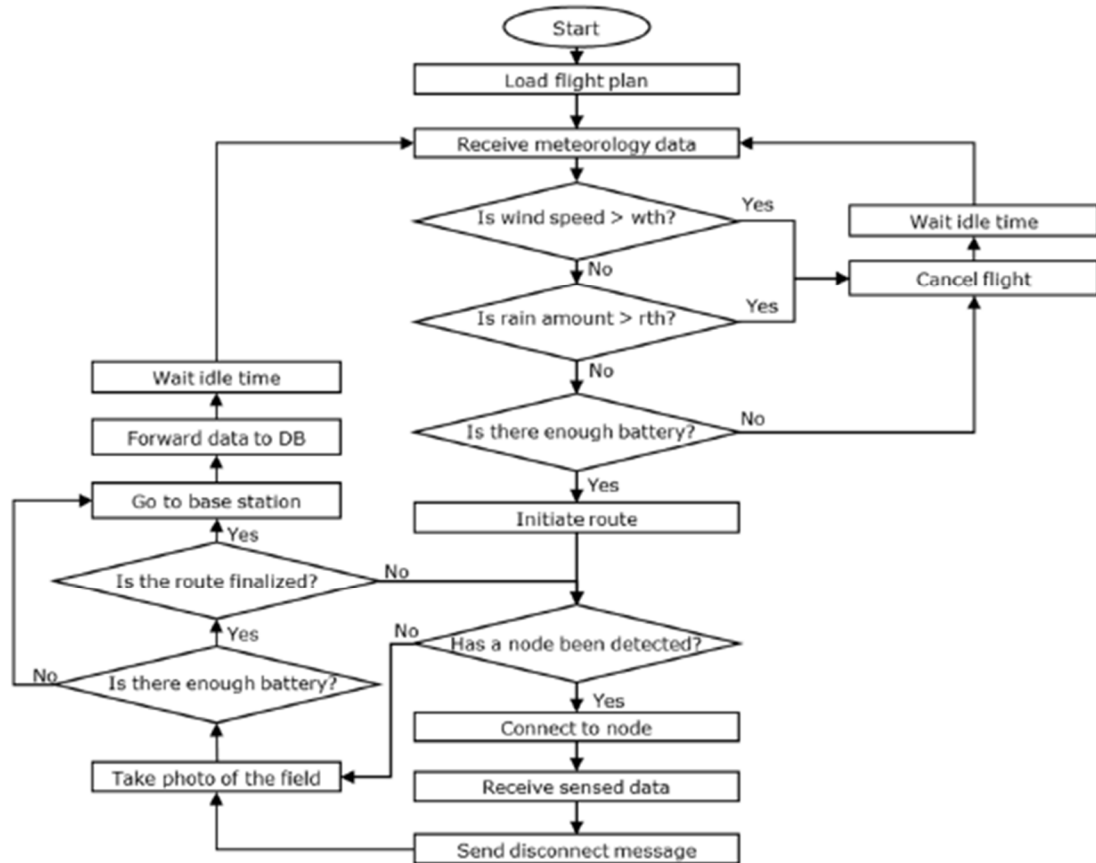 Start
Load flight plan
Receive meteorology data
Is wind speed > wth?
Yes
No
Wait idle time
Cancel flight
Is rain amount > rth?
Yes
No
Is there enough battery?
No
Yes
Initiate route
Wait idle time
Forward data to DB
Go to base station
Yes
Is the route finalized?
No
Yes
Is there enough battery?
No
Take photo of the field
Has a node been detected?
No
Yes
Connect to node
Receive sensed data
Send disconnect message